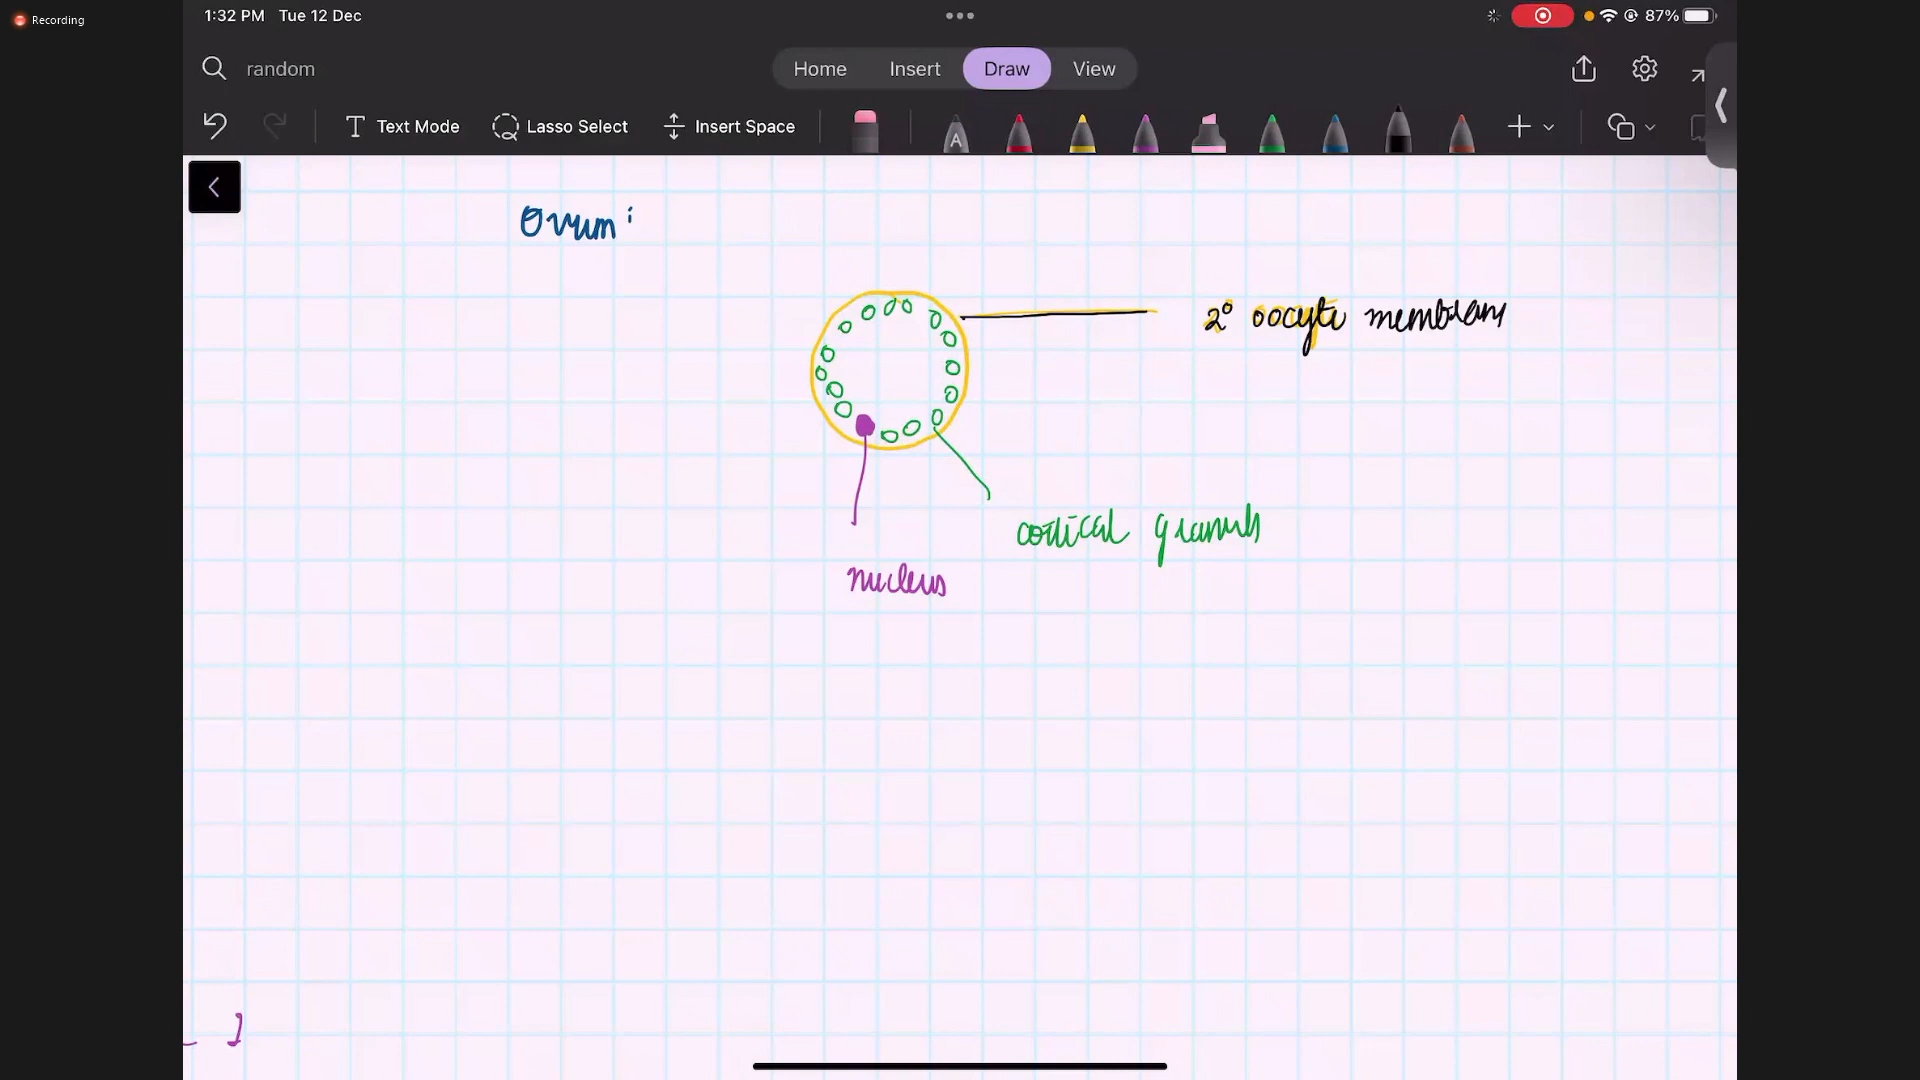 Recording
1:32 PM Tue 12 Dec
87%
random
Home Insert Draw View
Text Mode Lasso Select Insert Space
A
Ovum :
2° oocyte membrane
cortical granules
nucleus